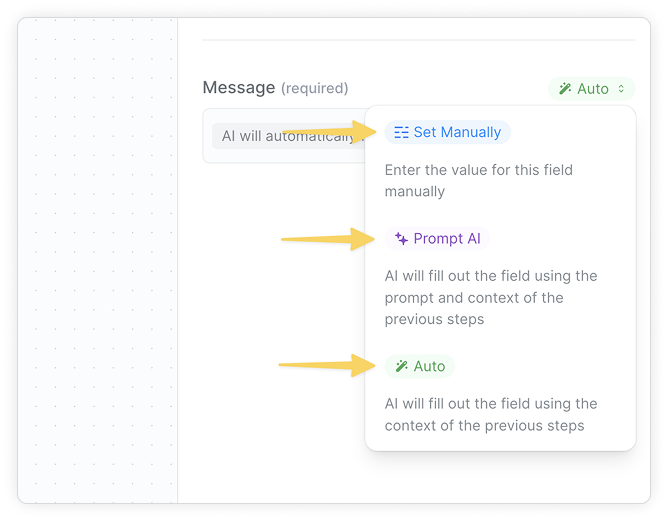 Message (required)
Auto
AI will automatically
Set Manually
Enter the value for this field
manually
Prompt AI
AI will fill out the field using the
prompt and context of the
previous steps
Auto
AI will fill out the field using the
context of the previous steps